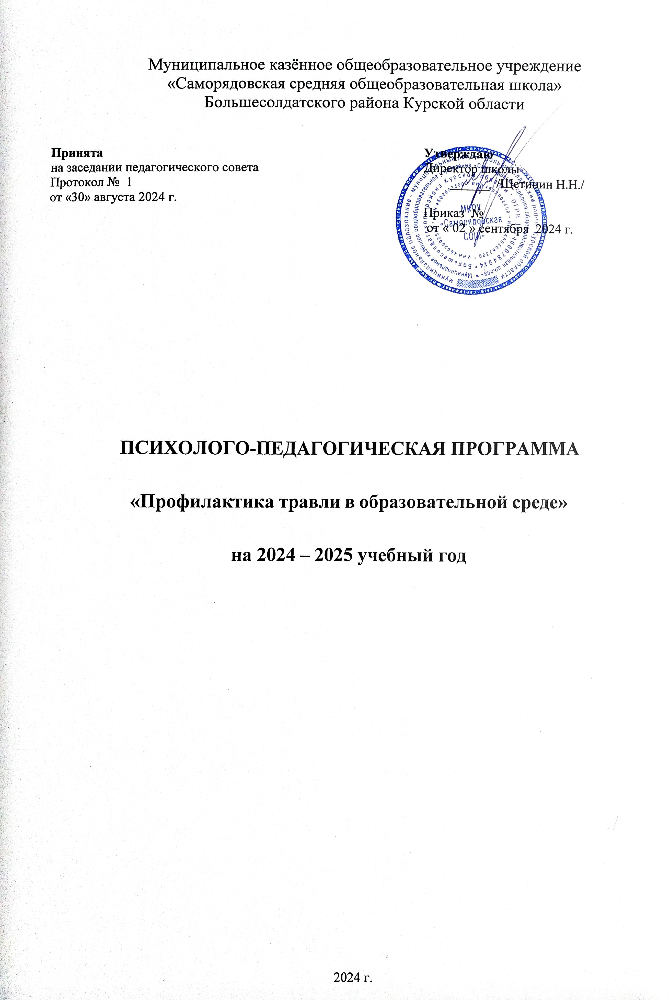 Муниципальное казённое общеобразовательное учреждение
«Саморядовская средняя общеобразовательная школа»
Большесолдатского района Курской области
Принята
на заседании педагогического совета
Протокол № 1
от «30» августа 2024 г.
Утверждаю
Директор школы
/Щетинин Н.Н./
Приказ №
от « 02 » сентября 2024 г.
МКОУ
«Саморядовская
СОШ»
ПСИХОЛОГО-ПЕДАГОГИЧЕСКАЯ ПРОГРАММА
«Профилактика травли в образовательной среде»
на 2024 – 2025 учебный год
2024 г.